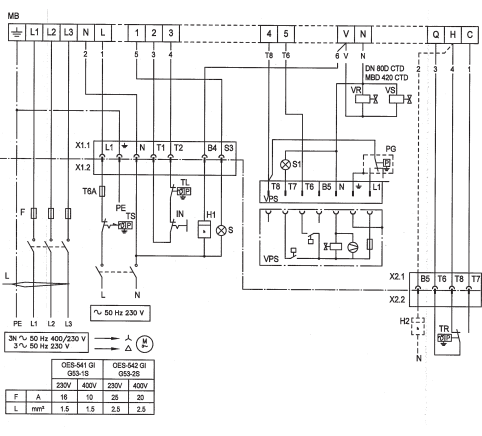 MB
L1 L2 L3 N L 1 2 3 4 5 V N Q H C
5 3 4 T8 T6 6 V N 2 3 4 1
DN 80D CTD
MBD 420 CTD
VR VS
X1.1 L1 N T1 T2 B4 S3
X1.2
PG
P
S1
T8 T7 T6 B5 N L1
VPS
T6A
TL
P
PE
TS
P
IN
H1
S
F
VPS
L
X2.1 B5 T6 T8 T7
X2.2
L N
~ 50 Hz 230 V
PE L1 L2 L3
H2
TR
P
N
3N ~ 50 Hz 400/230 V
3 ~ 50 Hz 230 V
M
OES-541 GI OES-542 GI
G53-1S G53-2S
230V 400V 230V 400V
F A 16 10 25 20
L mm² 1.5 1.5 2.5 2.5